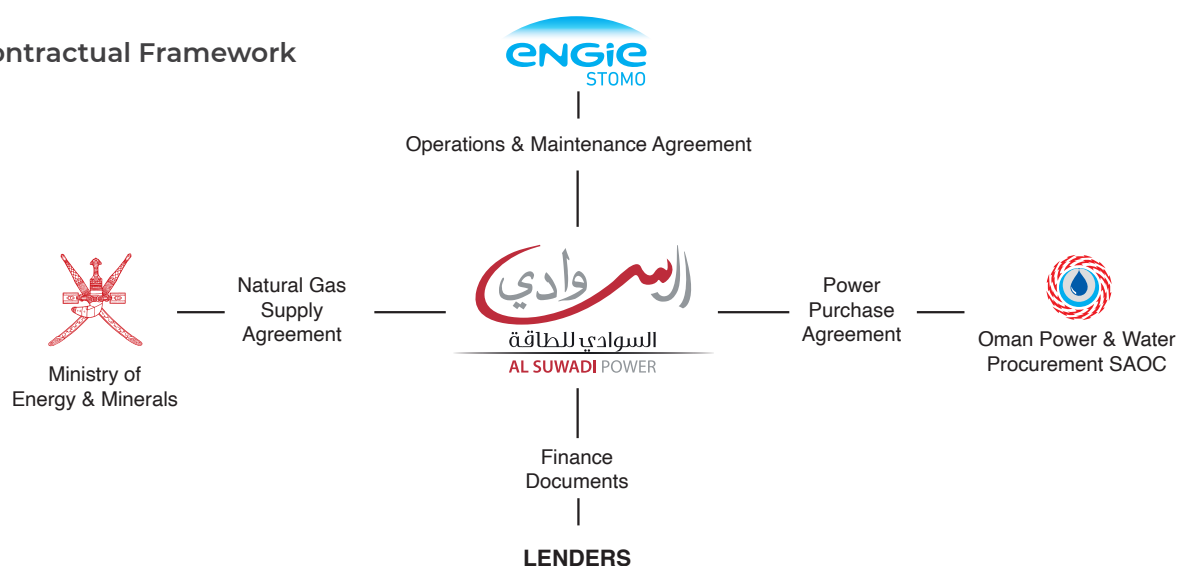 ontractual Framework
ENGIE
STOMO
Operations & Maintenance Agreement
Natural Gas
Supply
Agreement
السوادي
السوادي للطاقة
AL SUWADI POWER
Power
Purchase
Agreement
Ministry of
Energy & Minerals
Oman Power & Water
Procurement SAOC
Finance
Documents
LENDERS